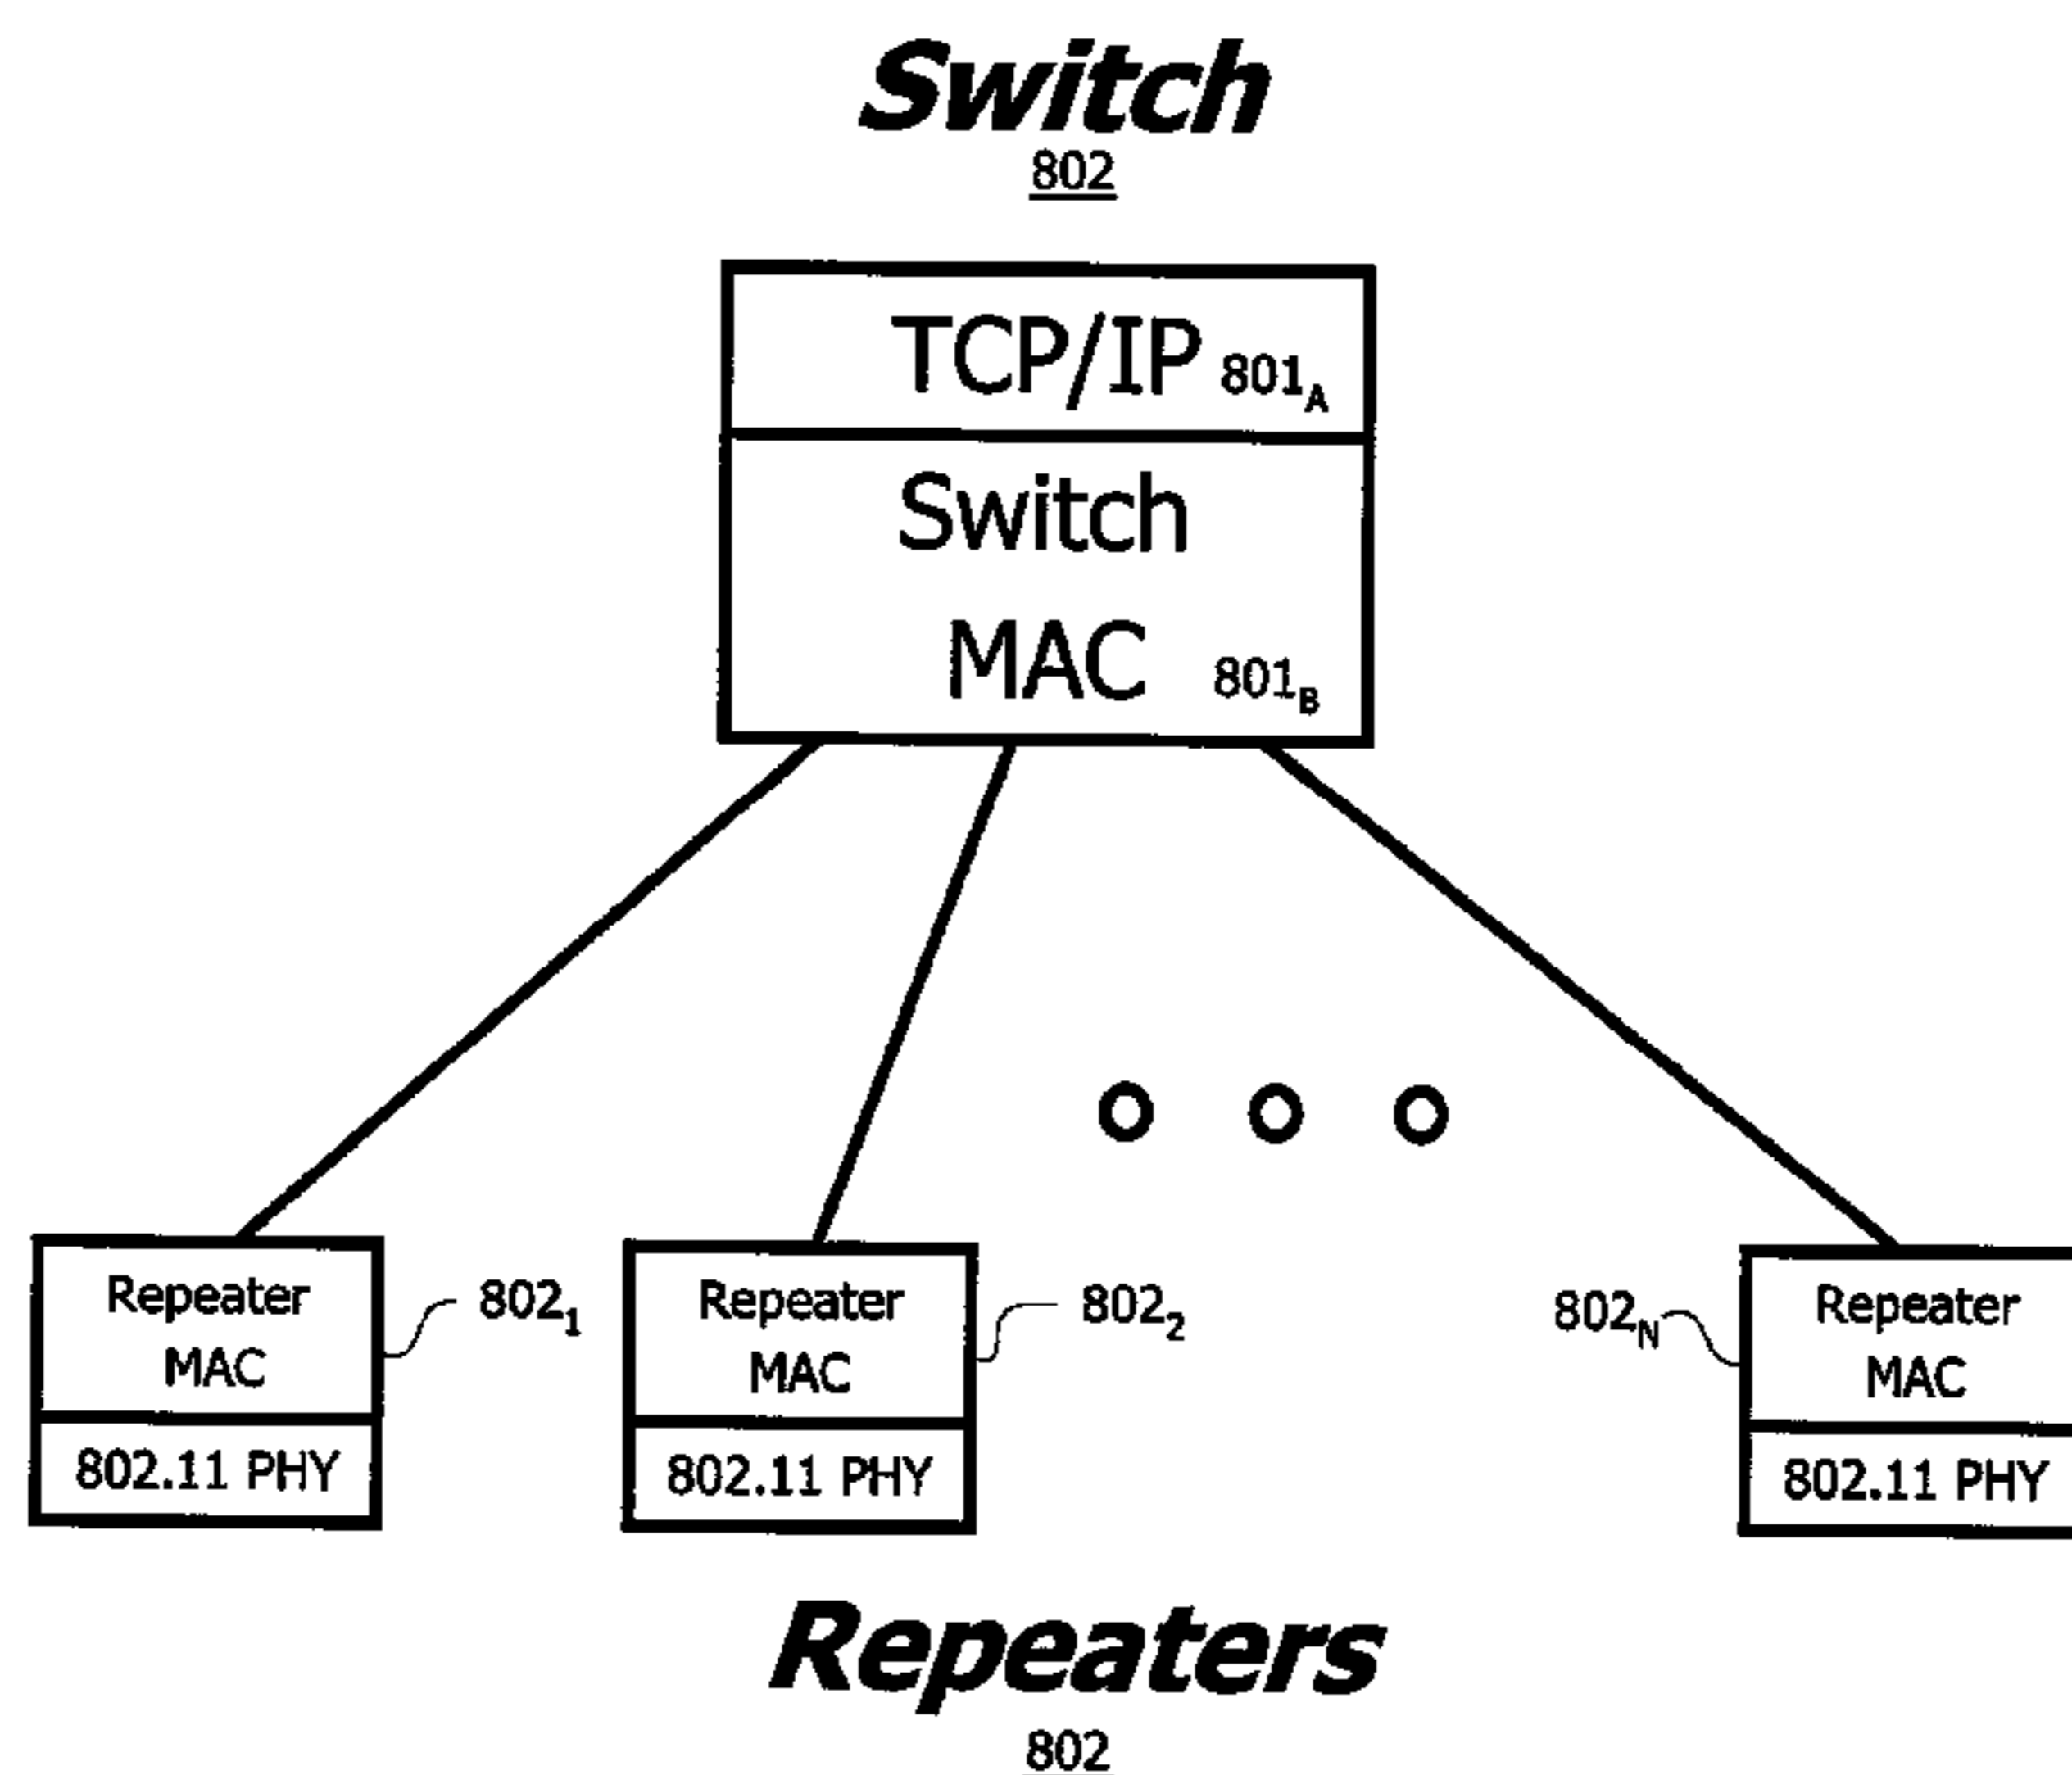 Switch
802
TCP/IP 801A
Switch
MAC 801B
Repeater
MAC
802.11 PHY
8021
Repeater
MAC
802.11 PHY
8022
802N
Repeater
MAC
802.11 PHY
Repeaters
802